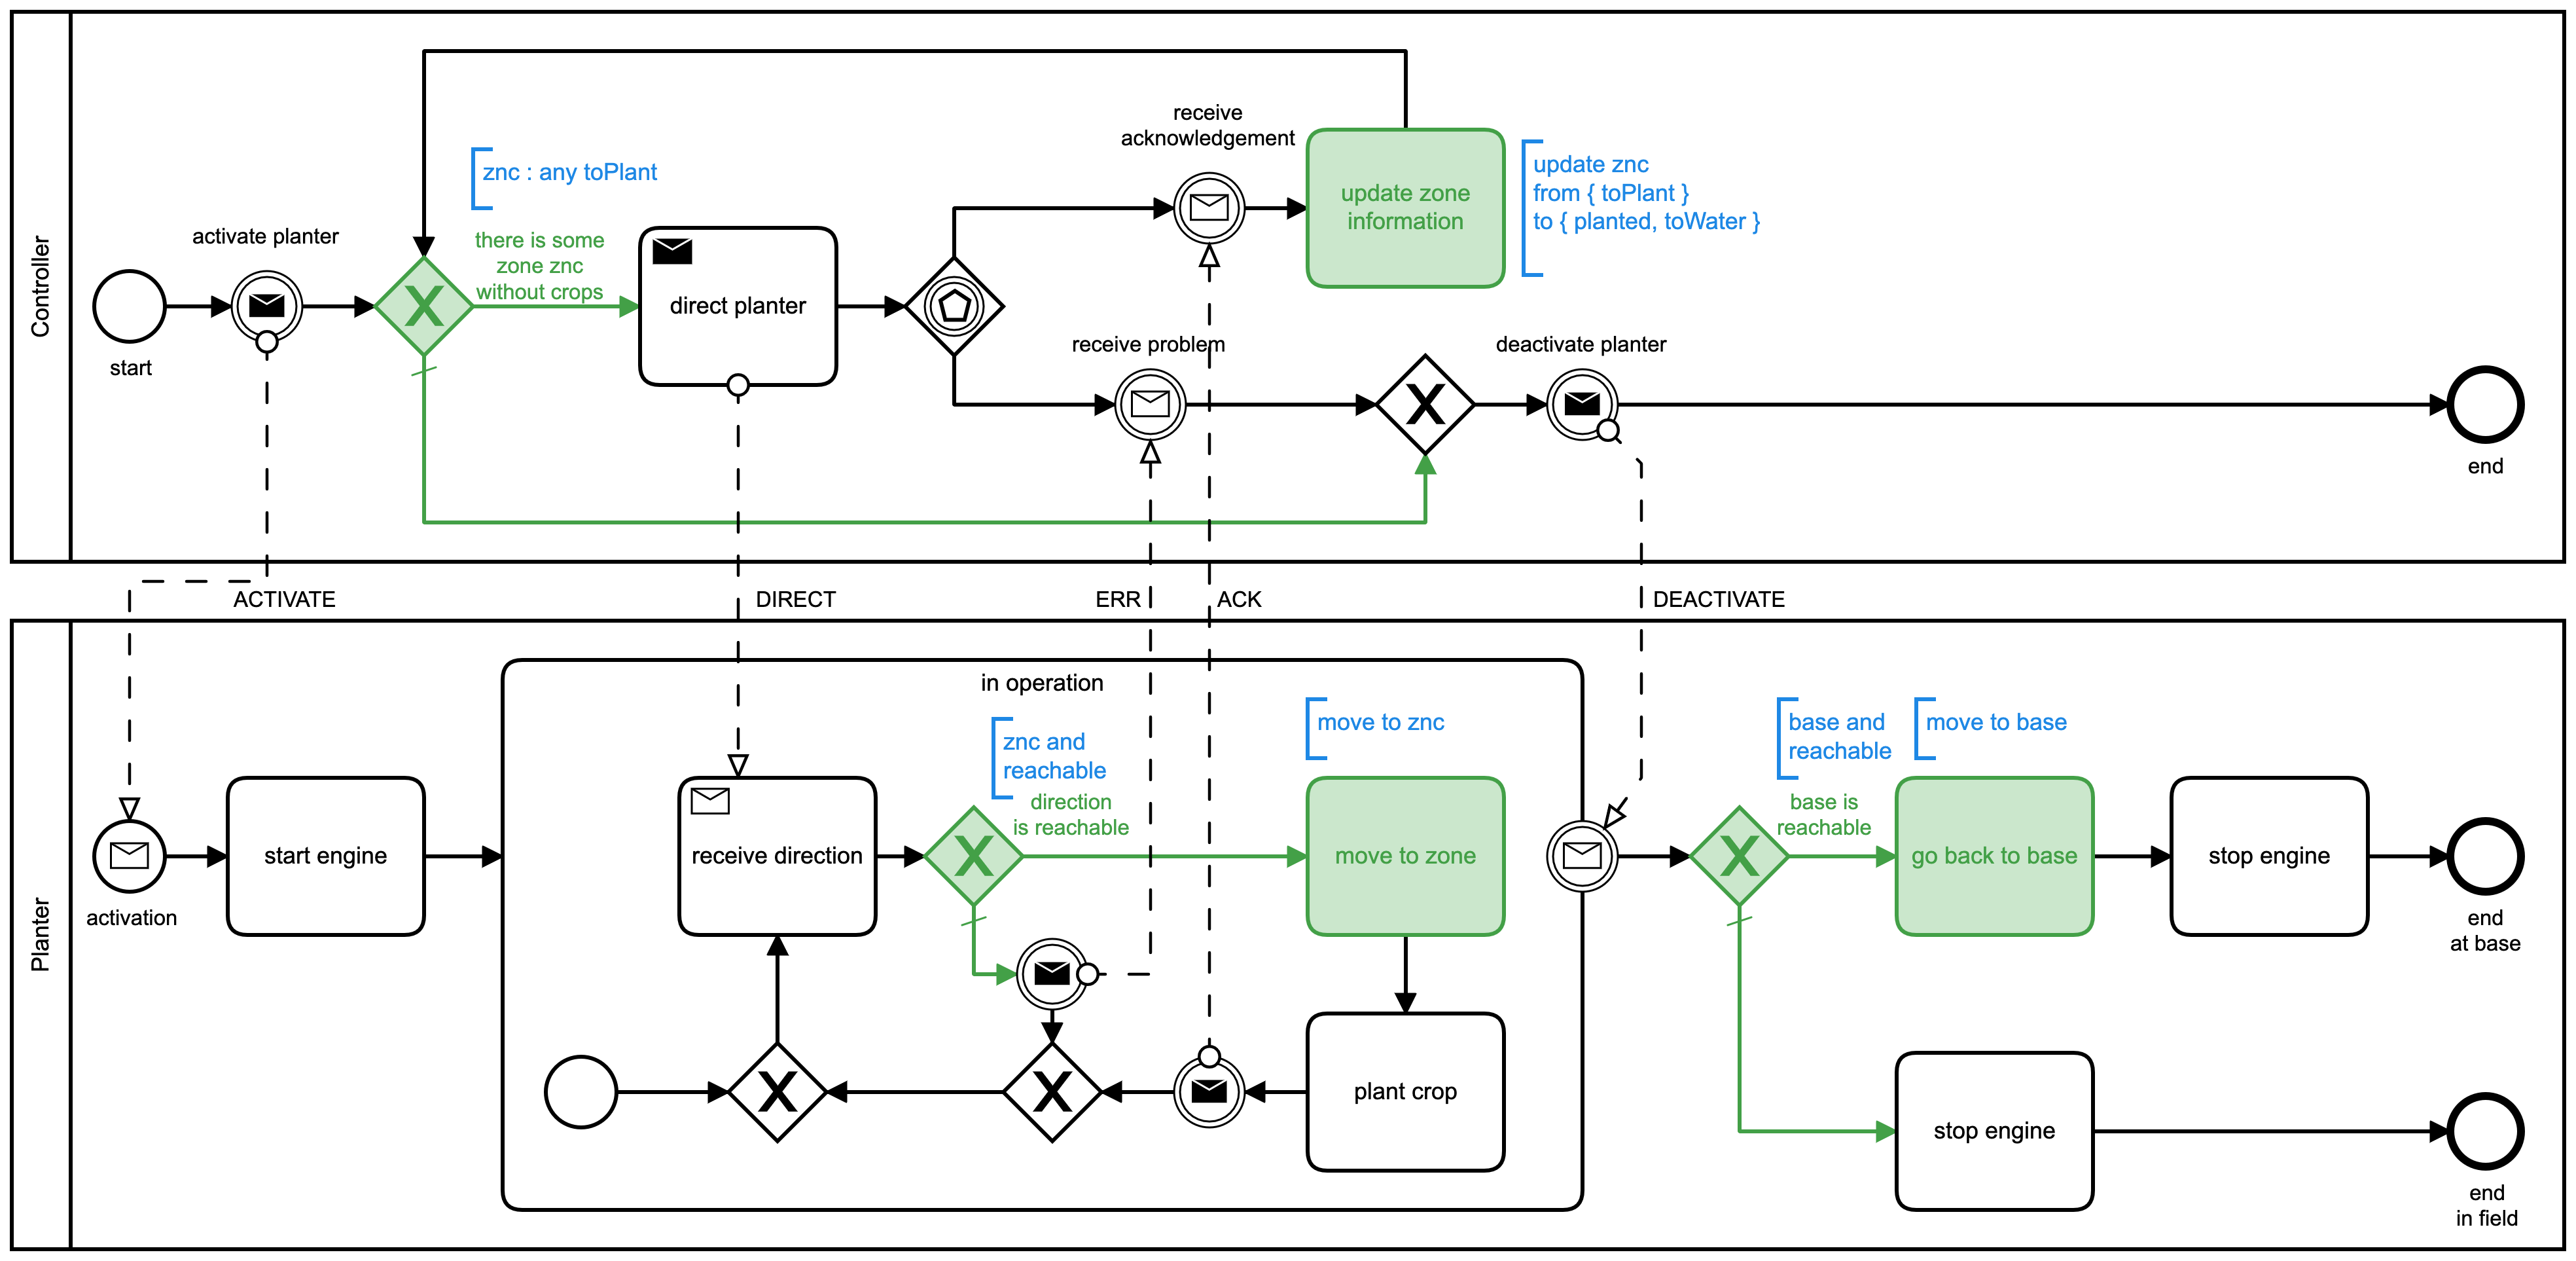 Controller
start
activate planter
znc : any toPlant
there is some
zone znc
without crops
direct planter
receive
acknowledgement
update zone
information
update znc
from { toPlant }
to { planted, toWater }
receive problem
deactivate planter
end
ACTIVATE
DIRECT
ERR
ACK
DEACTIVATE
Planter
activation
start engine
in operation
receive direction
znc and
reachable
direction
is reachable
move to znc
move to zone
plant crop
base and
reachable
base is
reachable
move to base
go back to base
stop engine
end
at base
stop engine
end
in field